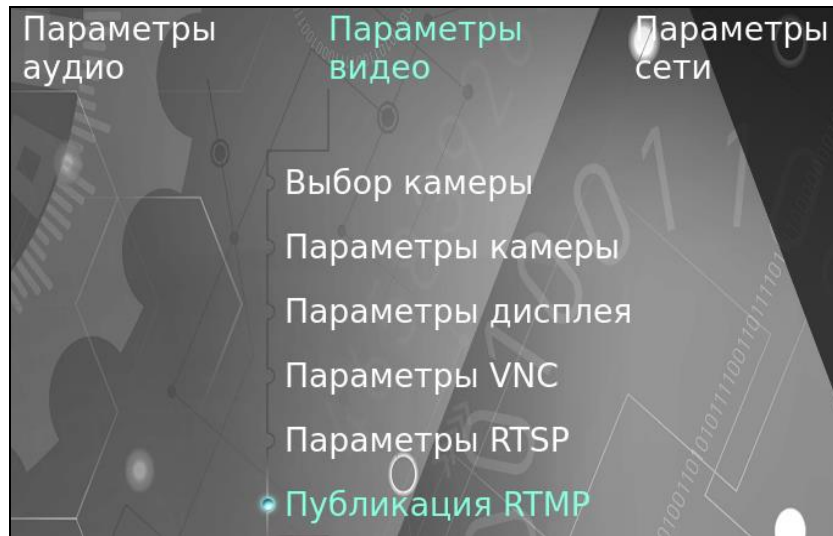 Параметры аудио
Параметры видео
Параметры сети
Выбор камеры
Параметры камеры
Параметры дисплея
Параметры VNC
Параметры RTSP
Публикация RTMP